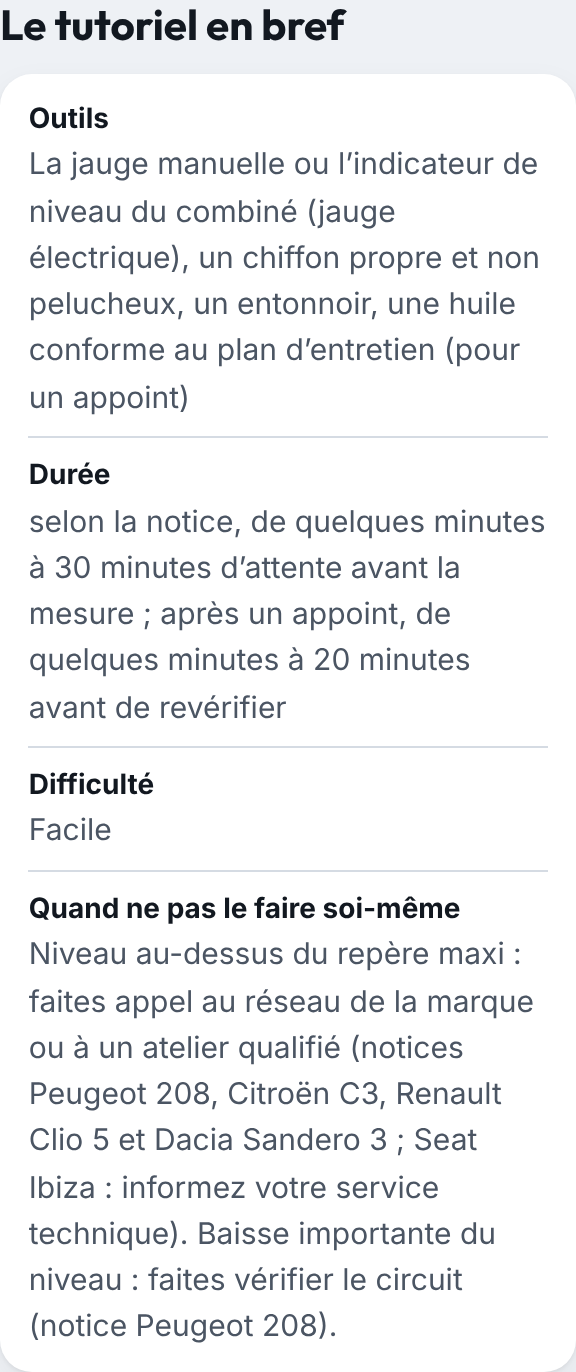 Le tutoriel en bref
Outils
La jauge manuelle ou l’indicateur de
niveau du combiné (jauge
électrique), un chiffon propre et non
pelucheux, un entonnoir, une huile
conforme au plan d’entretien (pour
un appoint)
Durée
selon la notice, de quelques minutes
à 30 minutes d’attente avant la
mesure ; après un appoint, de
quelques minutes à 20 minutes
avant de revérifier
Difficulté
Facile
Quand ne pas le faire soi-même
Niveau au-dessus du repère maxi :
faites appel au réseau de la marque
ou à un atelier qualifié (notices
Peugeot 208, Citroën C3, Renault
Clio 5 et Dacia Sandero 3 ; Seat
Ibiza : informez votre service
technique). Baisse importante du
niveau : faites vérifier le circuit
(notice Peugeot 208).